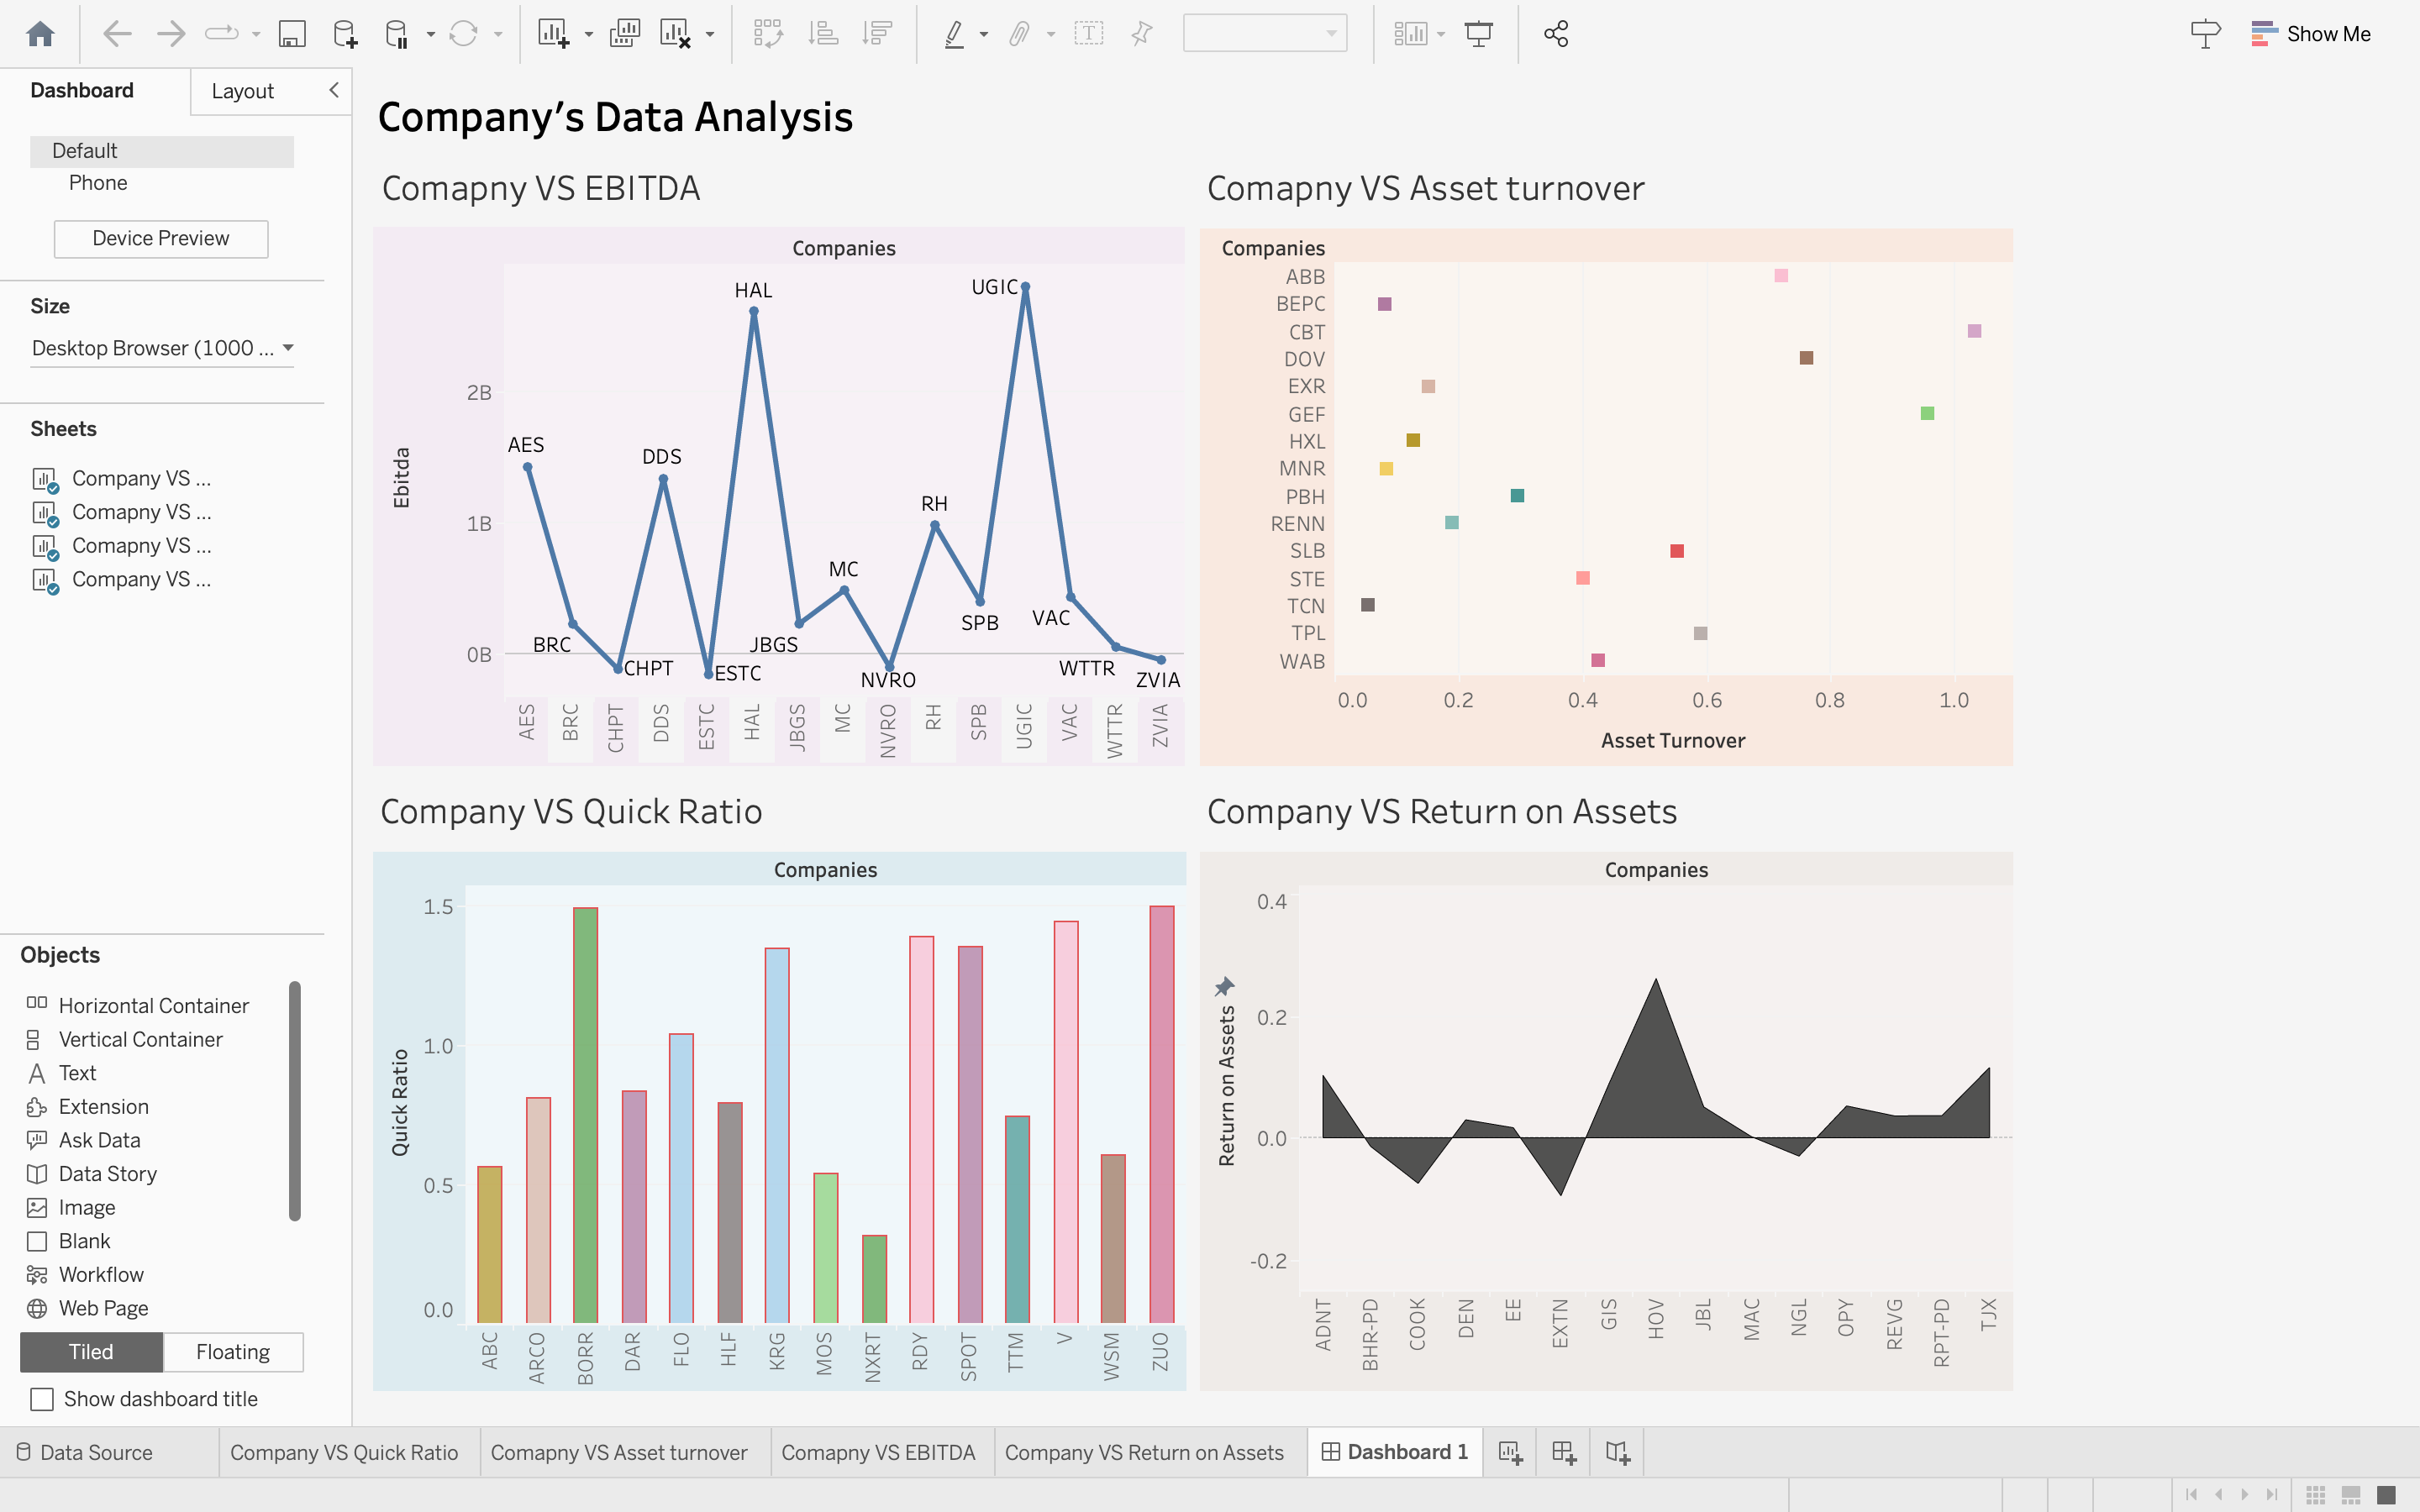 Show Me
Dashboard
Layout
Default
Phone
Device Preview
Size
Desktop Browser (1000 ...
Sheets
Company VS ...
Comapny VS ...
Comapny VS ...
Company VS ...
Objects
Horizontal Container
Vertical Container
Text
Extension
Ask Data
Data Story
Image
Blank
Workflow
Web Page
Tiled Floating
Show dashboard title
Company’s Data Analysis
Comapny VS EBITDA
Companies
Ebitda
2B
1B
0B
AES
BRC
CHPT
DDS
ESTC
HAL
JBGS
MC
NVRO
RH
SPB
UGIC
VAC
WTTR
ZVIA
AES BRC CHPT DDS ESTC HAL JBGS MC NVRO RH SPB UGIC VAC WTTR ZVIA
Comapny VS Asset turnover
Companies
ABB
BEPC
CBT
DOV
EXR
GEF
HXL
MNR
PBH
RENN
SLB
STE
TCN
TPL
WAB
0.0 0.2 0.4 0.6 0.8 1.0
Asset Turnover
Company VS Quick Ratio
Companies
Quick Ratio
1.5
1.0
0.5
0.0
ABC ARCO BORR DAR FLO HLF KRG MOS NXRT RDY SPOT TTM V WSM ZUO
Company VS Return on Assets
Companies
Return on Assets
0.4
0.2
0.0
-0.2
ADNT BHR-PD COOK DEN EE EXTN GIS HOV JBL MAC NGL OPY REVG RPT-PD TJX
Data Source Company VS Quick Ratio Comapny VS Asset turnover Comapny VS EBITDA Company VS Return on Assets Dashboard 1